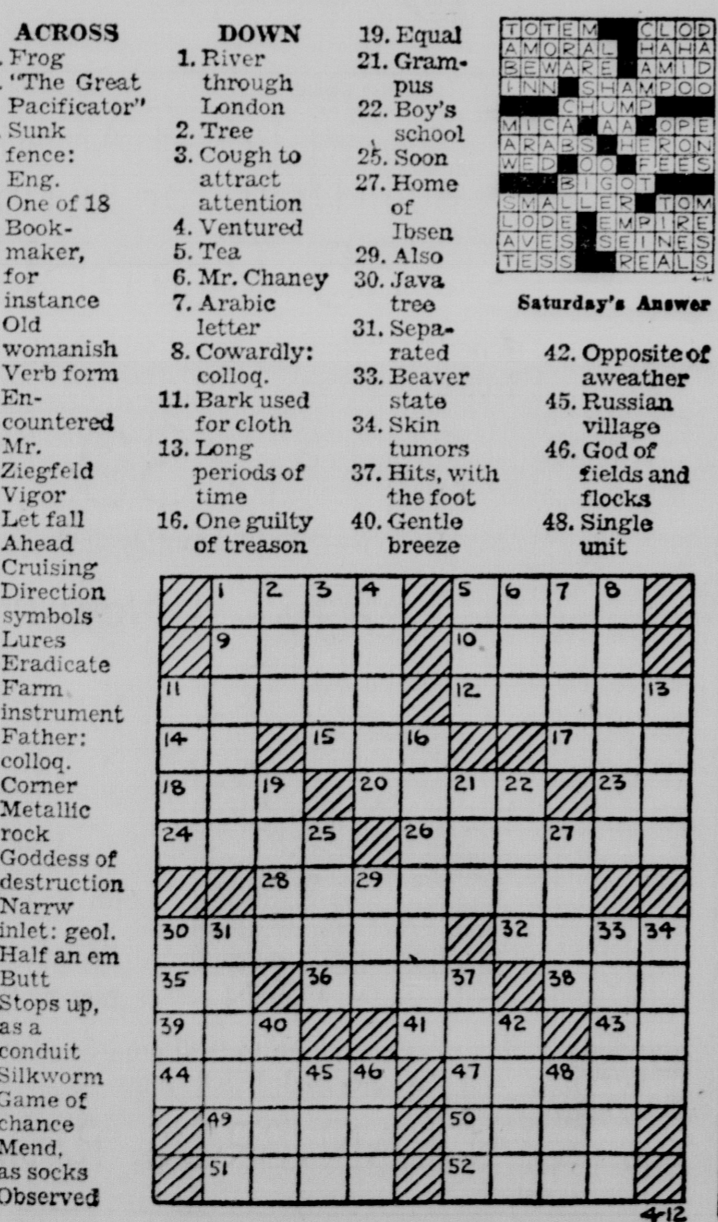 ACROSS
. Frog
. "The Great
Pacificator"
Sunk
fence:
Eng.
One of 18
Book-
maker,
for
instance
Old
womanish
Verb form
En-
countered
Mr.
Ziegfeld
Vigor
Let fall
Ahead
Cruising
Direction
symbols
Lures
Eradicate
Farm
instrument
Father:
colloq.
Corner
Metallic
rock
Goddess of
destruction
Narrw
inlet: geol.
Half an em
Butt
Stops up,
as a
conduit
Silkworm
Game of
chance
Mend,
as socks
Observed
DOWN
1. River
through
London
2. Tree
3. Cough to
attract
attention
4. Ventured
5. Tea
6. Mr. Chaney
7. Arabic
letter
8. Cowardly:
colloq.
11. Bark used
for cloth
13. Long
periods of
time
16. One guilty
of treason
19. Equal
21. Gram-
pus
22. Boy's
school
25. Soon
27. Home
of
Ibsen
29. Also
30. Java
tree
31. Sepa-
rated
33. Beaver
state
34. Skin
tumors
37. Hits, with
the foot
40. Gentle
breeze
TOTEM CLOD
AMORAL HAHA
BEWARE AMID
INN SHAMPOO
CHUMP
MICA AA OPE
ARABS HERON
WED OO FEES
BIGOT
SMALLER TOM
LODE EMPIRE
AVES SEINES
TESS REALS
4-10
Saturday's Answer
42. Opposite of
aweather
45. Russian
village
46. God of
fields and
flocks
48. Single
unit
1 2 3 4 5 6 7 8
9 10
11 12 13
14 15 16 17
18 19 20 21 22 23
24 25 26 27
28 29
30 31 32 33 34
35 36 37 38
39 40 41 42 43
44 45 46 47 48
49 50
51 52
4-12